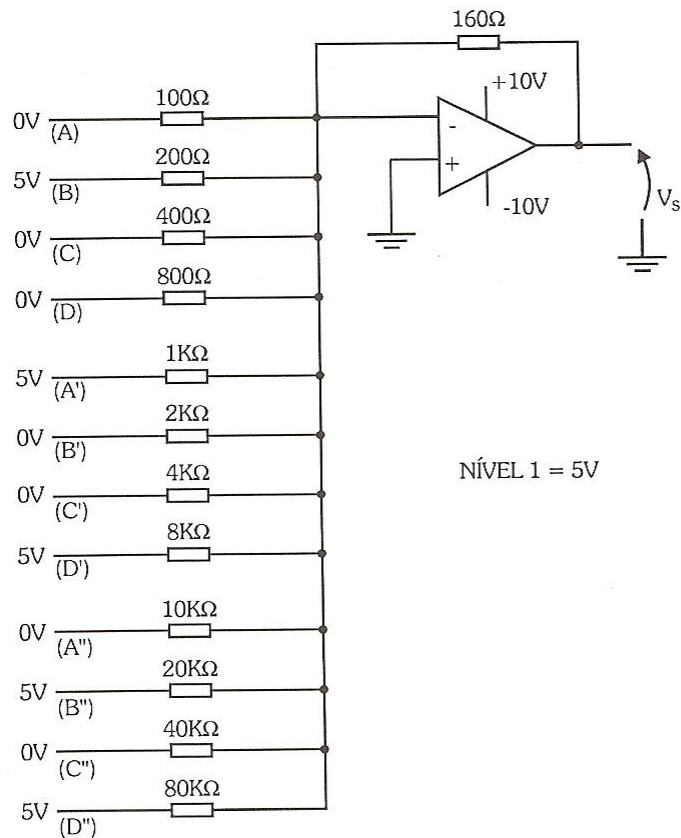 160Ω
+10V
100Ω
0V (A)
-
200Ω
+
5V (B)
-10V
Vs
400Ω
0V (C)
800Ω
0V (D)
1KΩ
5V (A')
2KΩ
0V (B')
NÍVEL 1 = 5V
4KΩ
0V (C')
8KΩ
5V (D')
10KΩ
0V (A")
20KΩ
5V (B")
40KΩ
0V (C")
80KΩ
5V (D")